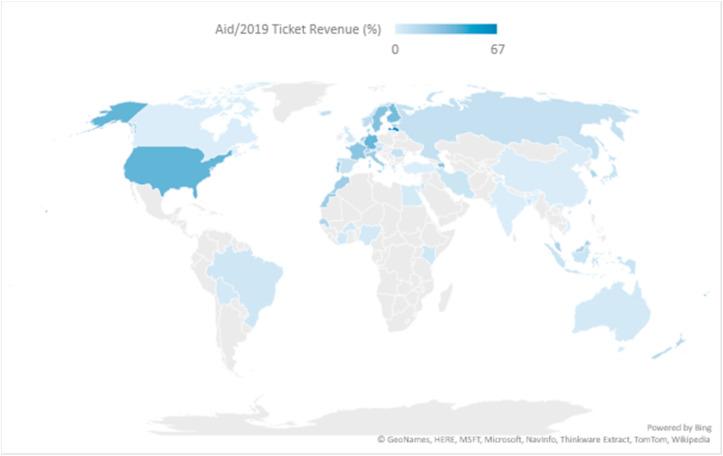 Aid/2019 Ticket Revenue (%)
0
67
Powered by Bing
© GeoNames, HERE, MSFT, Microsoft, NavInfo, Thinkware Extract, TomTom, Wikipedia